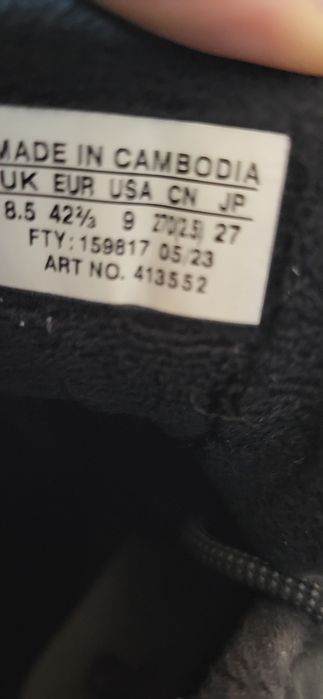 MADE IN CAMBODIA
UK EUR USA CN JP
8.5 42⅔ 9 270(2.5) 27
FTY: 159817 05/23
ART NO. 413552